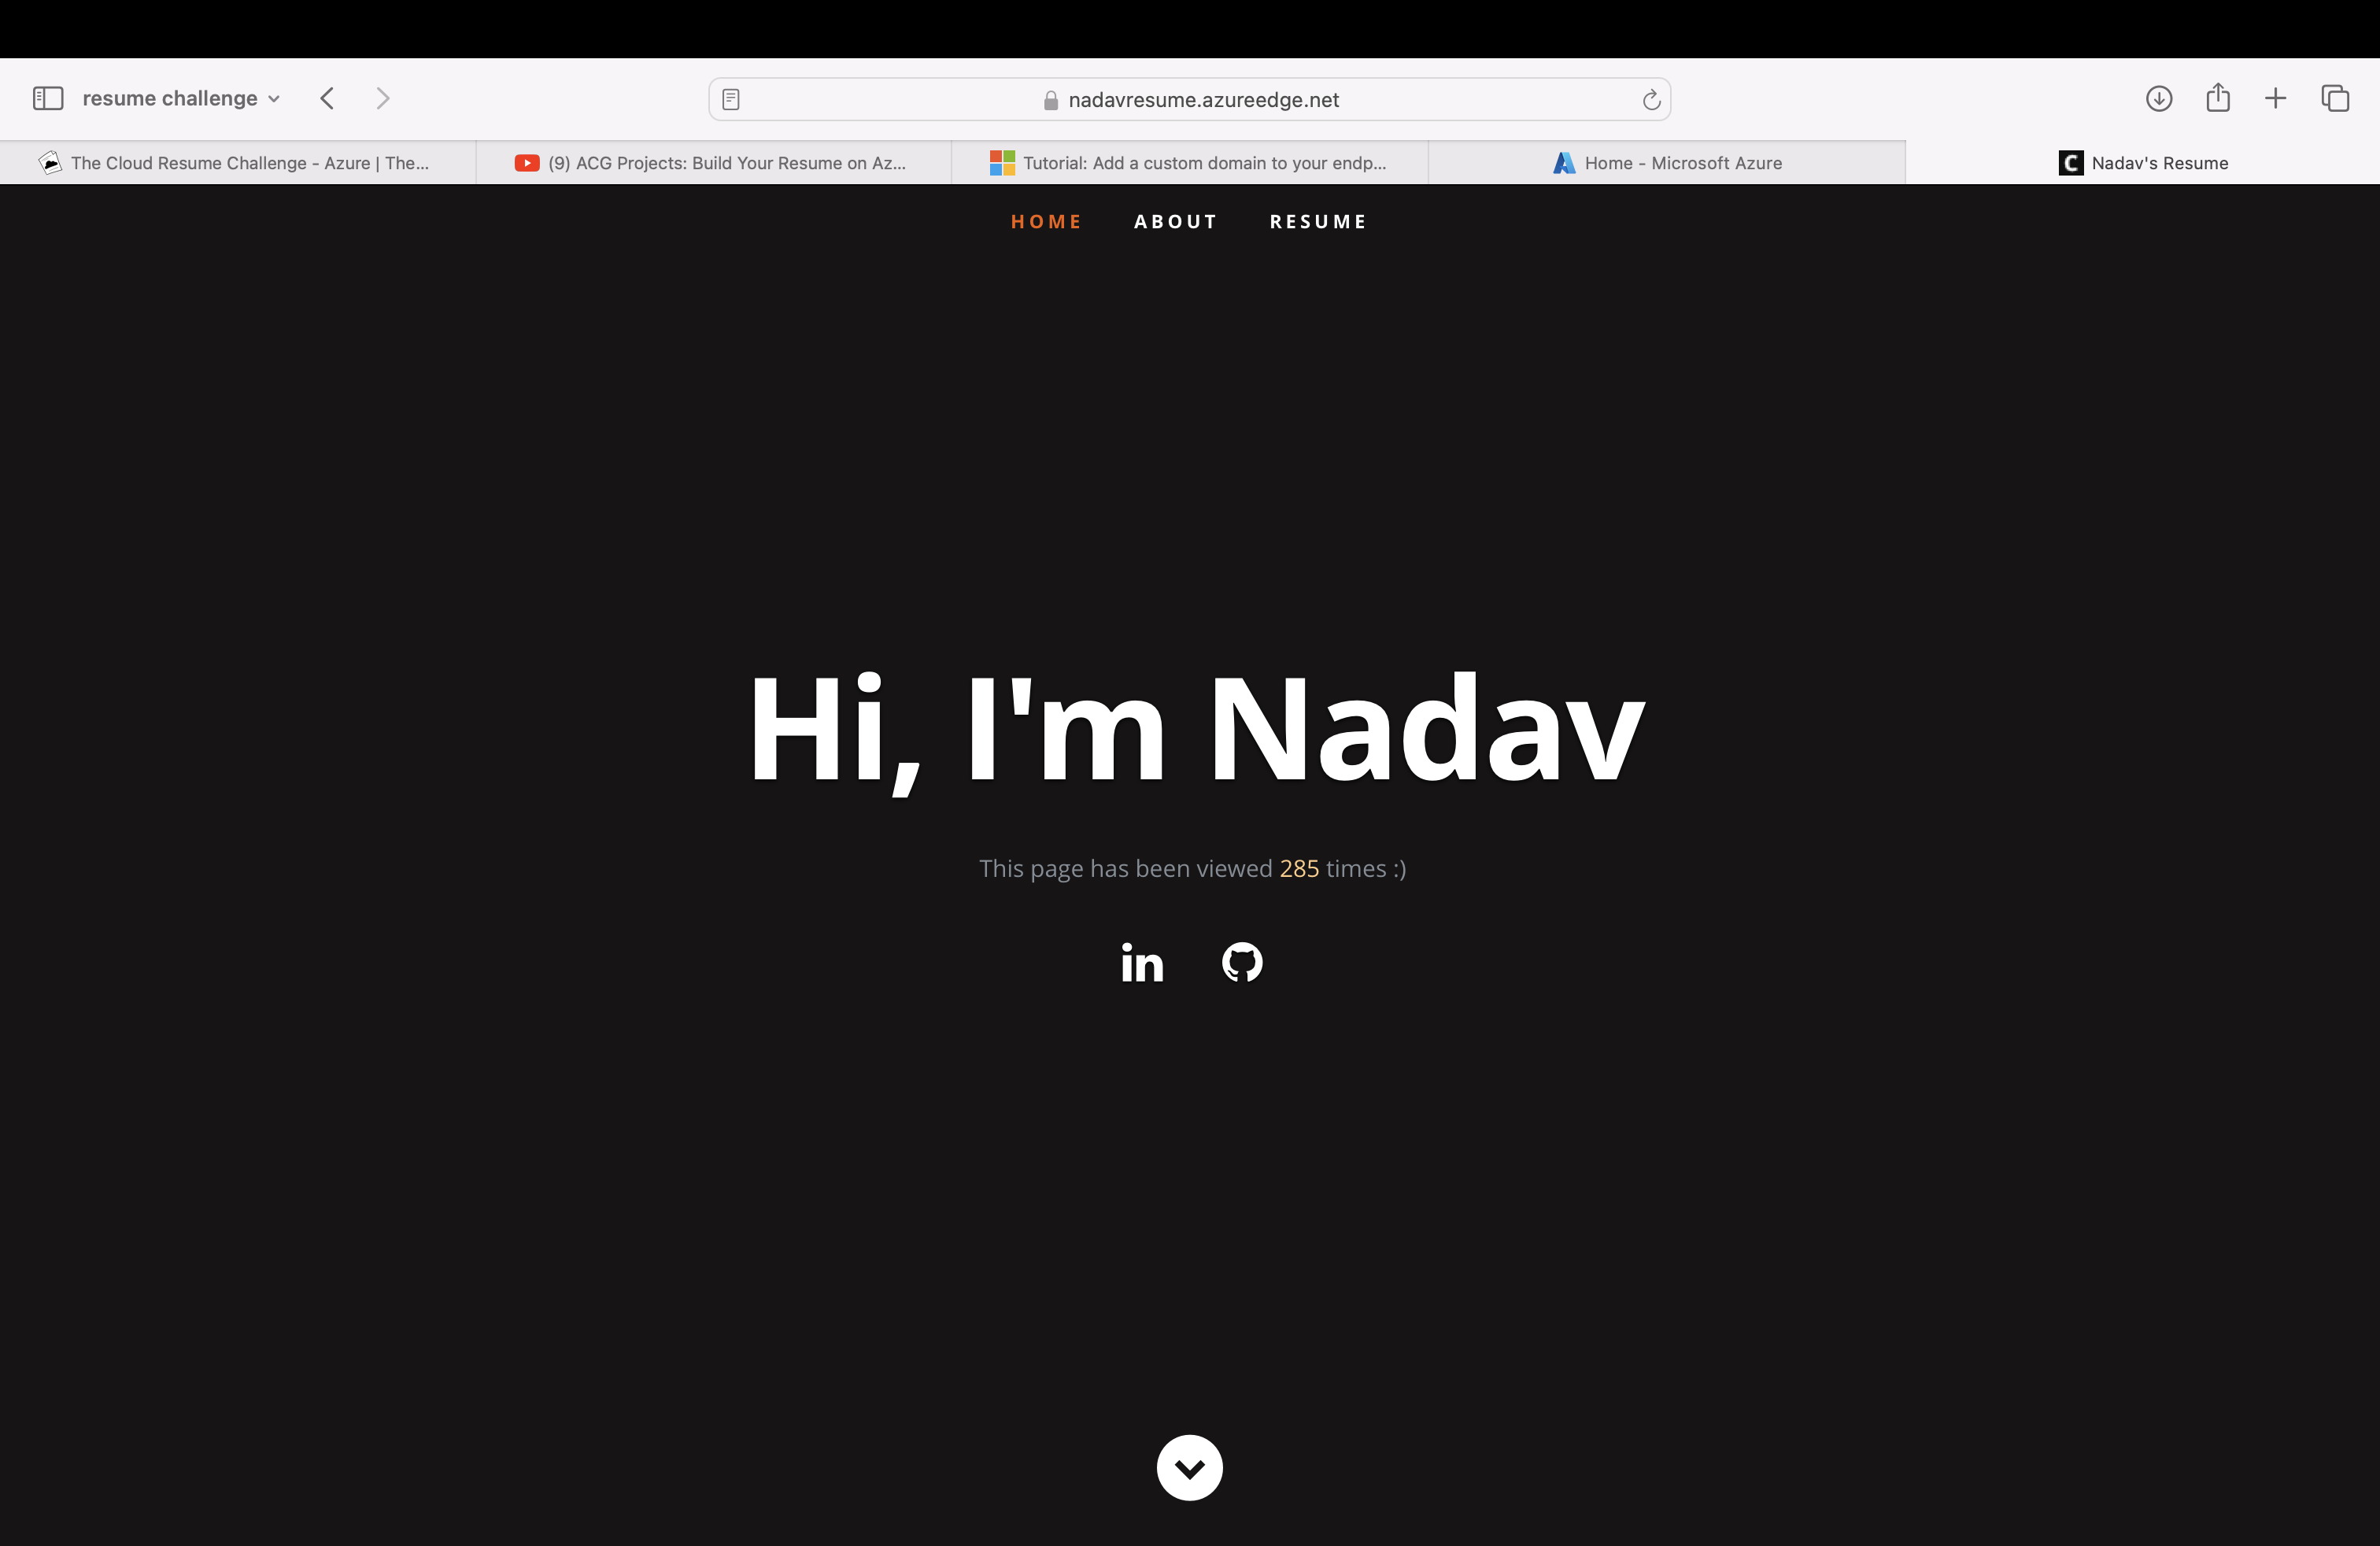 resume challenge
nadavresume.azureedge.net
The Cloud Resume Challenge - Azure | The...
(9) ACG Projects: Build Your Resume on Az...
Tutorial: Add a custom domain to your endp...
Home - Microsoft Azure
C
Nadav's Resume
HOME ABOUT RESUME
Hi, I'm Nadav
This page has been viewed 285 times :)
in